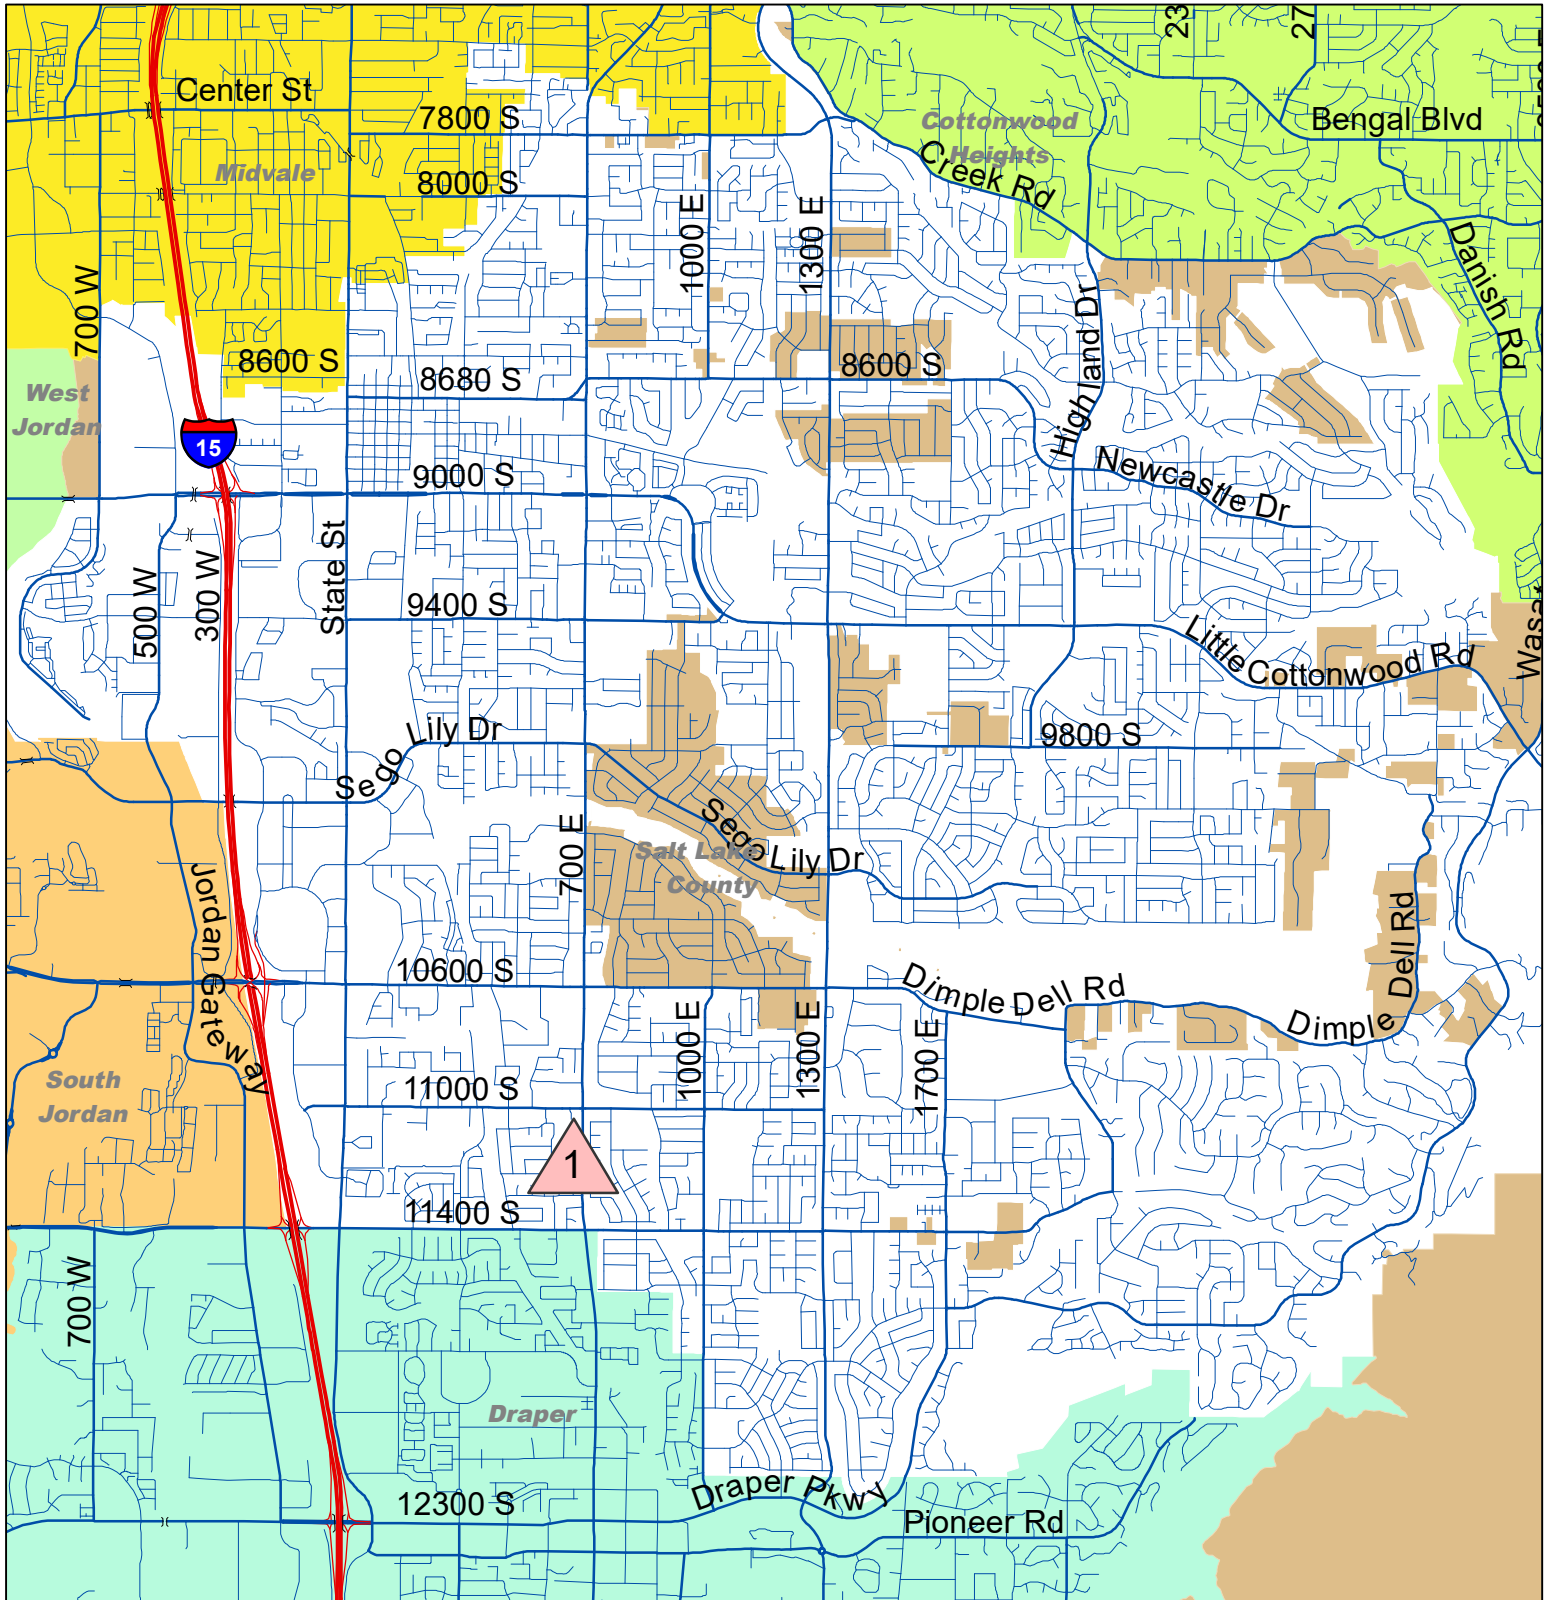 23
27
Center St
7800 S
Bengal Blvd
Cottonwood
Heights
Creek Rd
Midvale
8000 S
1000 E
1300 E
700 W
Danish Rd
Highland Dr
8600 S
8680 S
8600 S
West
Jordan
15
9000 S
Newcastle Dr
State St
300 W
500 W
9400 S
Little Cottonwood Rd
Wasat
Sego Lily Dr
9800 S
Sego Lily Dr
700 E
Salt Lake
County
Jordan Gateway
10600 S
Dimple Dell Rd
Dimple Dell Rd
1000 E
1300 E
1700 E
South
Jordan
11000 S
1
11400 S
700 W
Draper
12300 S
Draper Pkwy
Pioneer Rd